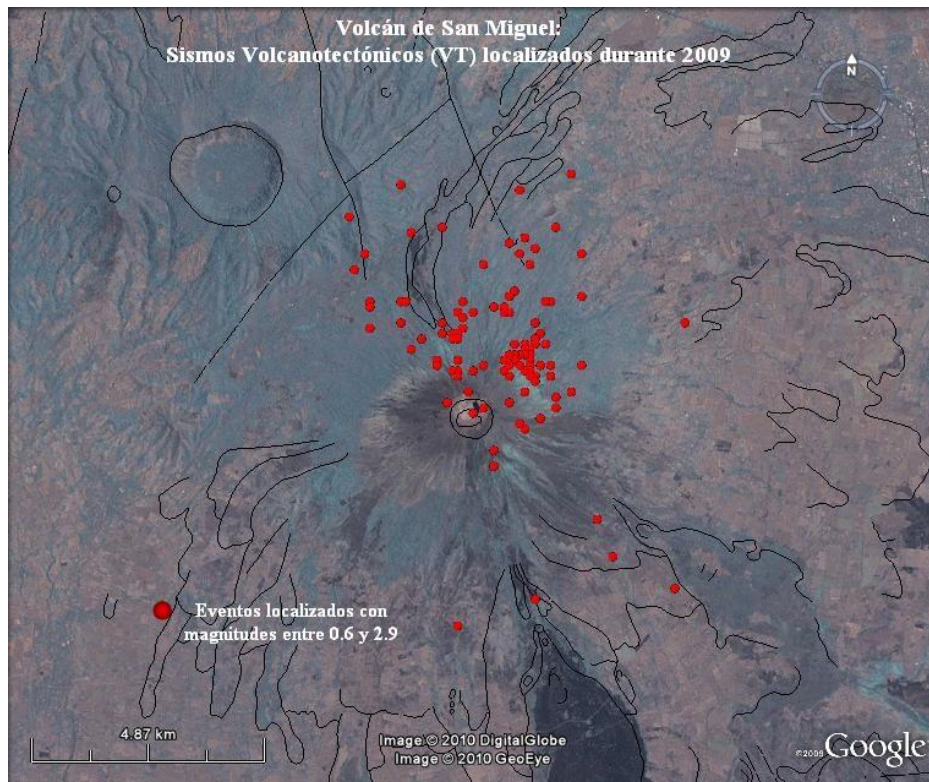 Volcán de San Miguel:
Sismos Volcanotectónicos (VT) localizados durante 2009
N
Eventos localizados con
magnitudes entre 0.6 y 2.9
4.87 km
Image © 2010 DigitalGlobe
Image © 2010 GeoEye
©2009 Google